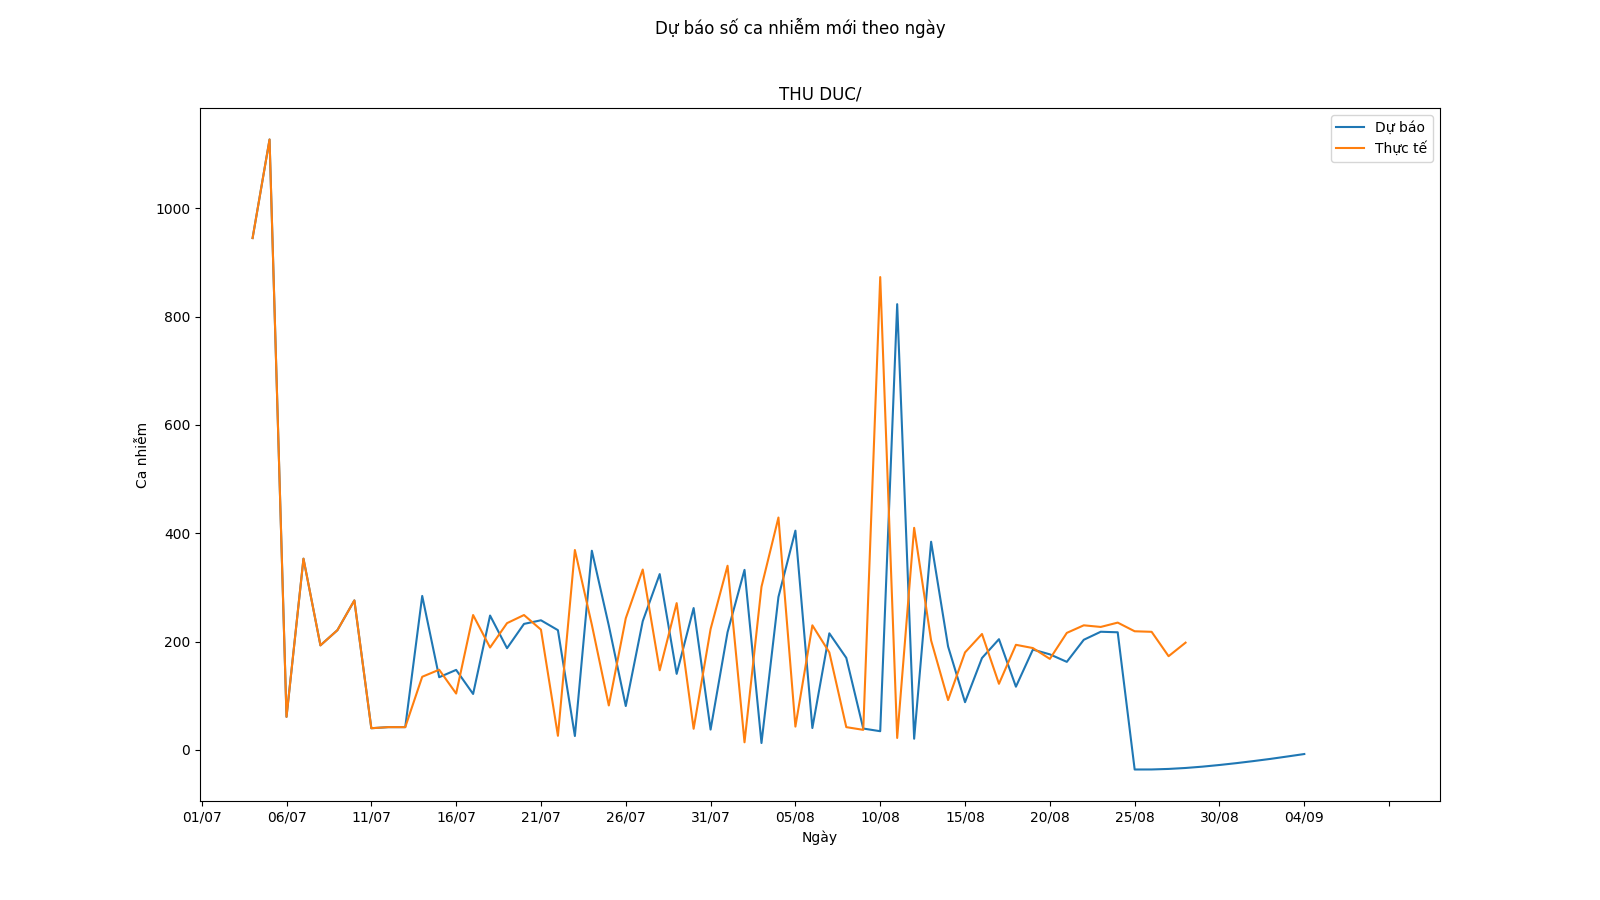 Dự báo số ca nhiễm mới theo ngày
THU DUC/
Dự báo
Thực tế
1000
800
600
400
200
0
Ca nhiễm
01/07 06/07 11/07 16/07 21/07 26/07 31/07 05/08 10/08 15/08 20/08 25/08 30/08 04/09
Ngày